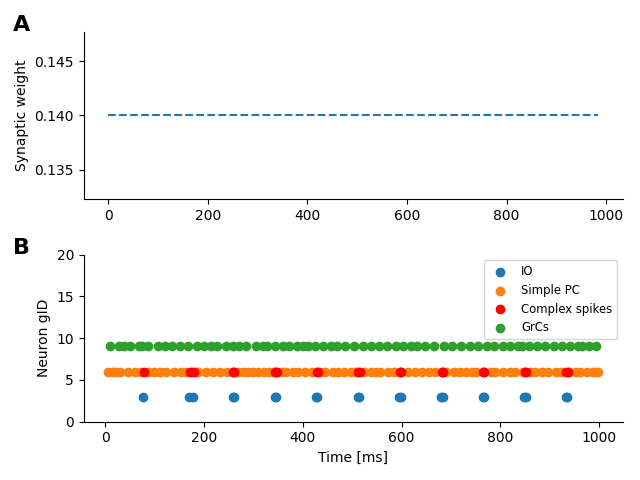 A
0.145
0.140
0.135
Synaptic weight
0 200 400 600 800 1000
B
20
15
10
5
0
Neuron gID
IO
Simple PC
Complex spikes
GrCs
0 200 400 600 800 1000
Time [ms]